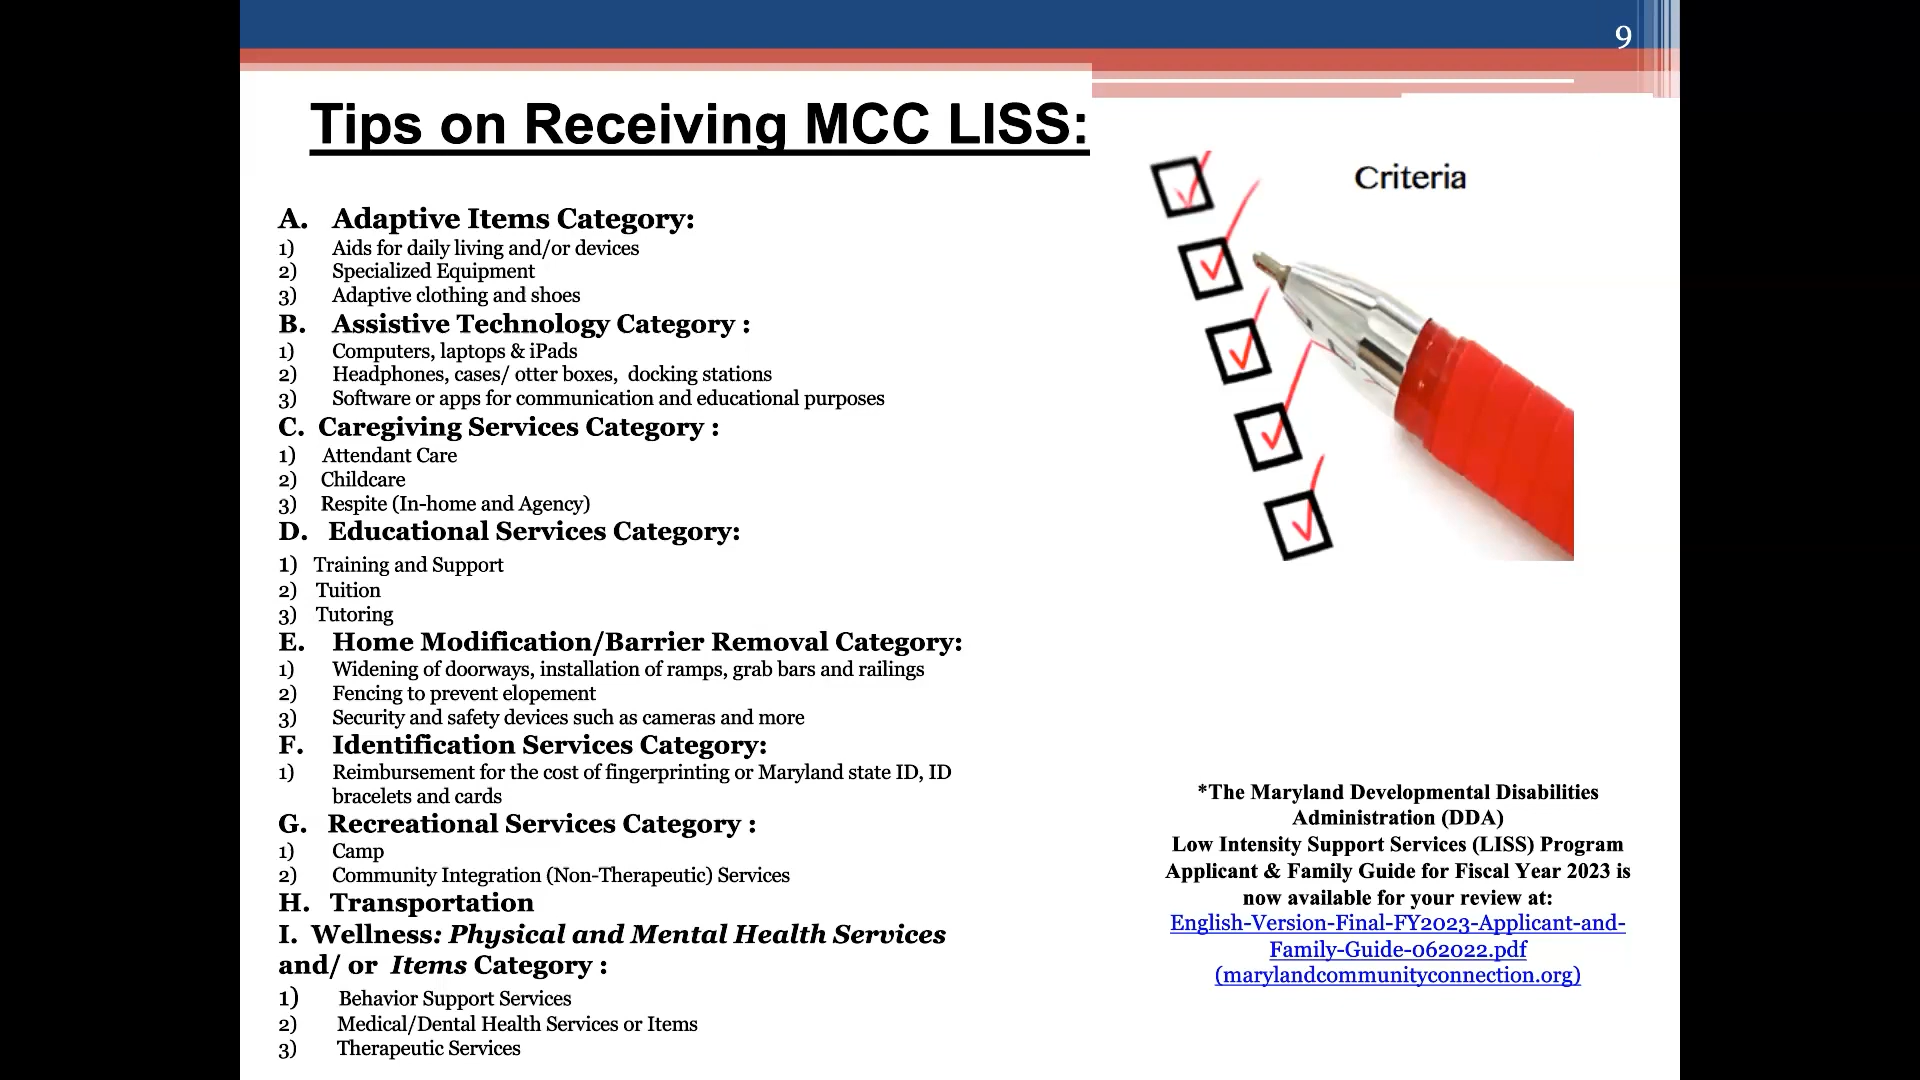 9
Tips on Receiving MCC LISS:
Criteria
A. Adaptive Items Category:
1) Aids for daily living and/or devices
2) Specialized Equipment
3) Adaptive clothing and shoes
B. Assistive Technology Category :
1) Computers, laptops & iPads
2) Headphones, cases/ otter boxes, docking stations
3) Software or apps for communication and educational purposes
C. Caregiving Services Category :
1) Attendant Care
2) Childcare
3) Respite (In-home and Agency)
D. Educational Services Category:
1) Training and Support
2) Tuition
3) Tutoring
E. Home Modification/Barrier Removal Category:
1) Widening of doorways, installation of ramps, grab bars and railings
2) Fencing to prevent elopement
3) Security and safety devices such as cameras and more
F. Identification Services Category:
1) Reimbursement for the cost of fingerprinting or Maryland state ID, ID
bracelets and cards
G. Recreational Services Category :
1) Camp
2) Community Integration (Non-Therapeutic) Services
H. Transportation
I. Wellness: Physical and Mental Health Services
and/ or Items Category :
1) Behavior Support Services
2) Medical/Dental Health Services or Items
3) Therapeutic Services
*The Maryland Developmental Disabilities
Administration (DDA)
Low Intensity Support Services (LISS) Program
Applicant & Family Guide for Fiscal Year 2023 is
now available for your review at:
English-Version-Final-FY2023-Applicant-and-
Family-Guide-062022.pdf
(marylandcommunityconnection.org)